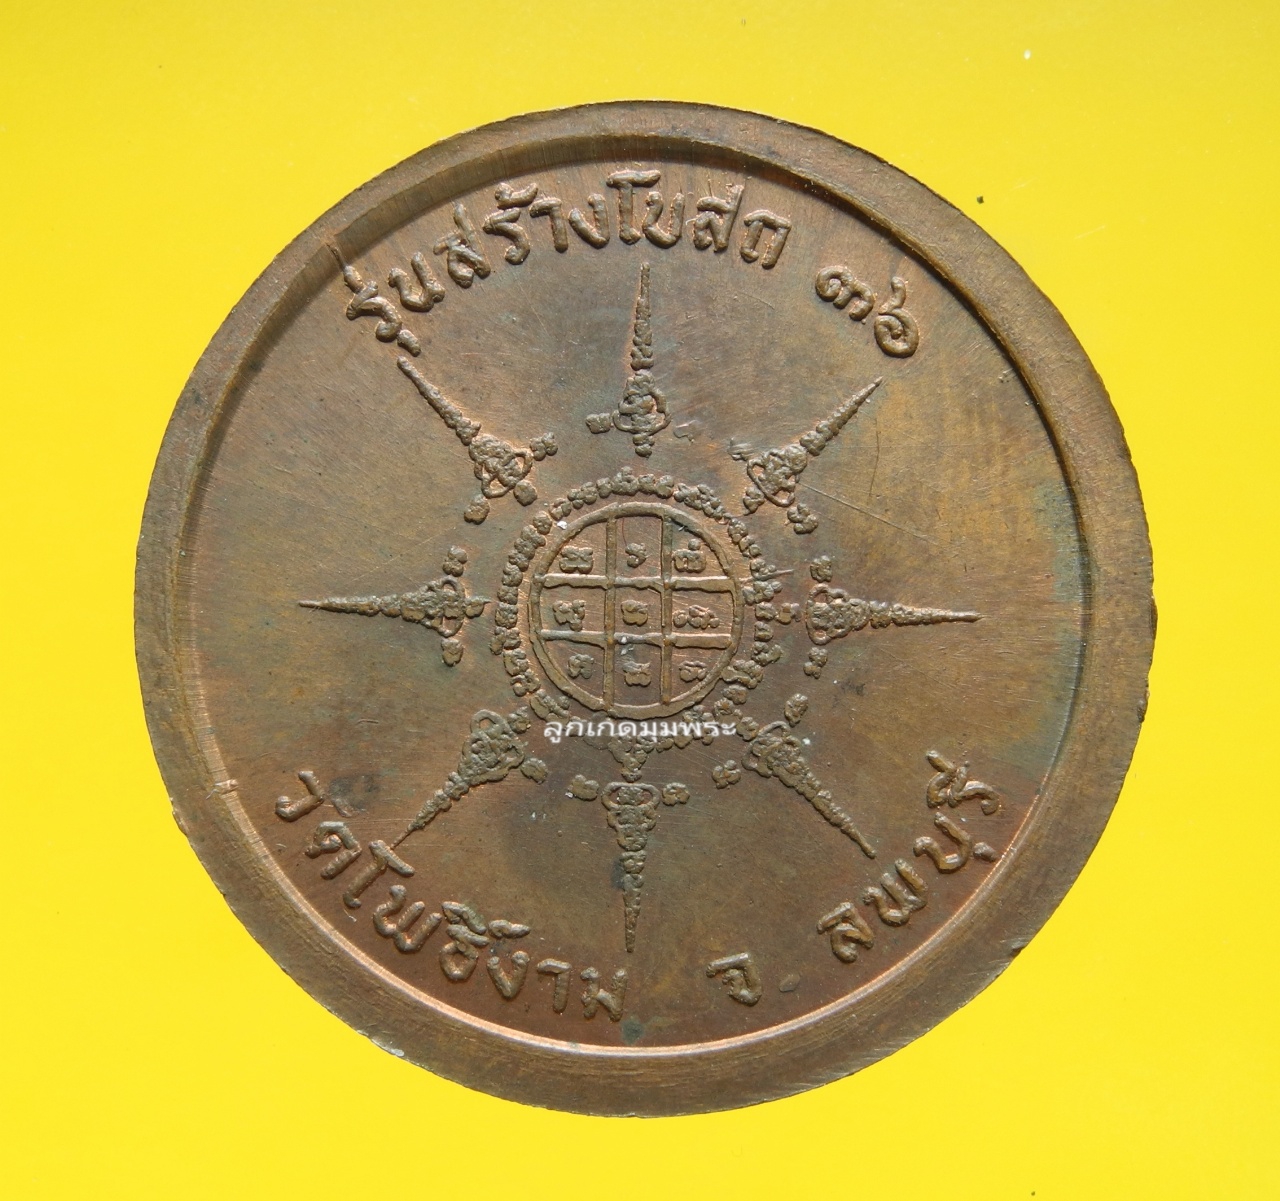 รุ่นสร้างโบสถ ๓๖
ลูกเกดมุมพระ
วัดโพธิ์งาม จ. ลพบุรี